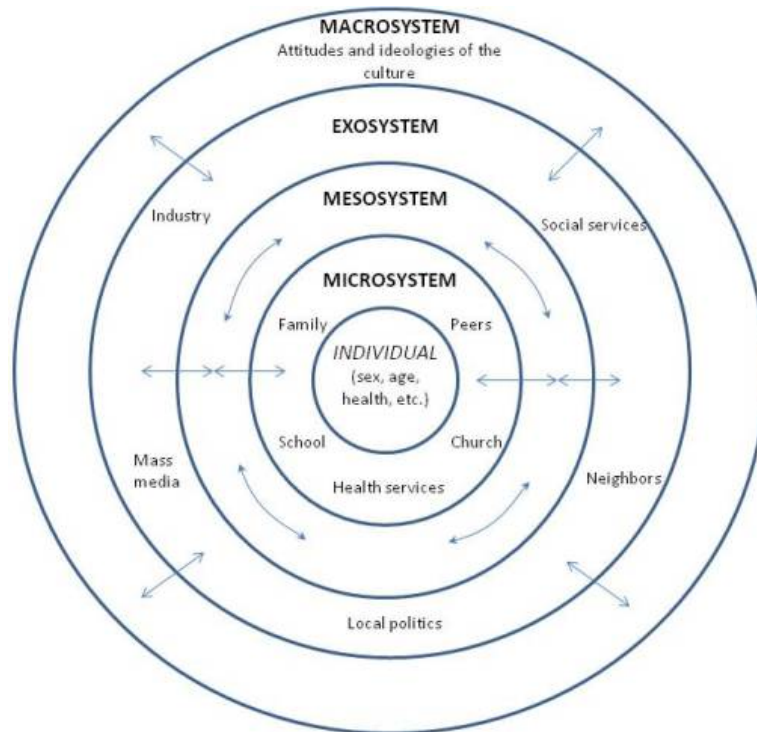 MACROSYSTEM
Attitudes and ideologies of the
culture
EXOSYSTEM
MESOSYSTEM
Industry
Social services
MICROSYSTEM
Family
Peers
INDIVIDUAL
(sex, age,
health, etc.)
School
Church
Mass
media
Health services
Neighbors
Local politics